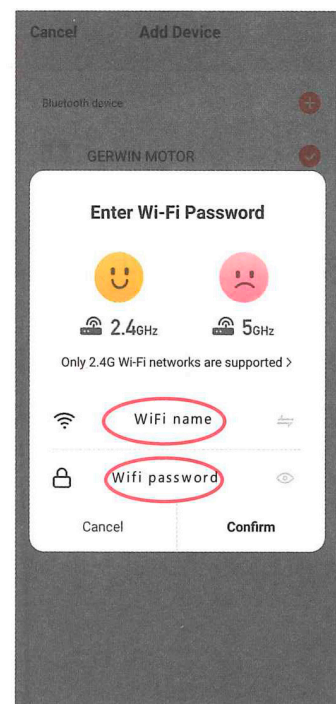 Cancel Add Device
Bluetooth device
GERWIN MOTOR
Enter Wi-Fi Password
2.4GHz 5GHz
Only 2.4G Wi-Fi networks are supported >
WiFi name
Wifi password
Cancel Confirm